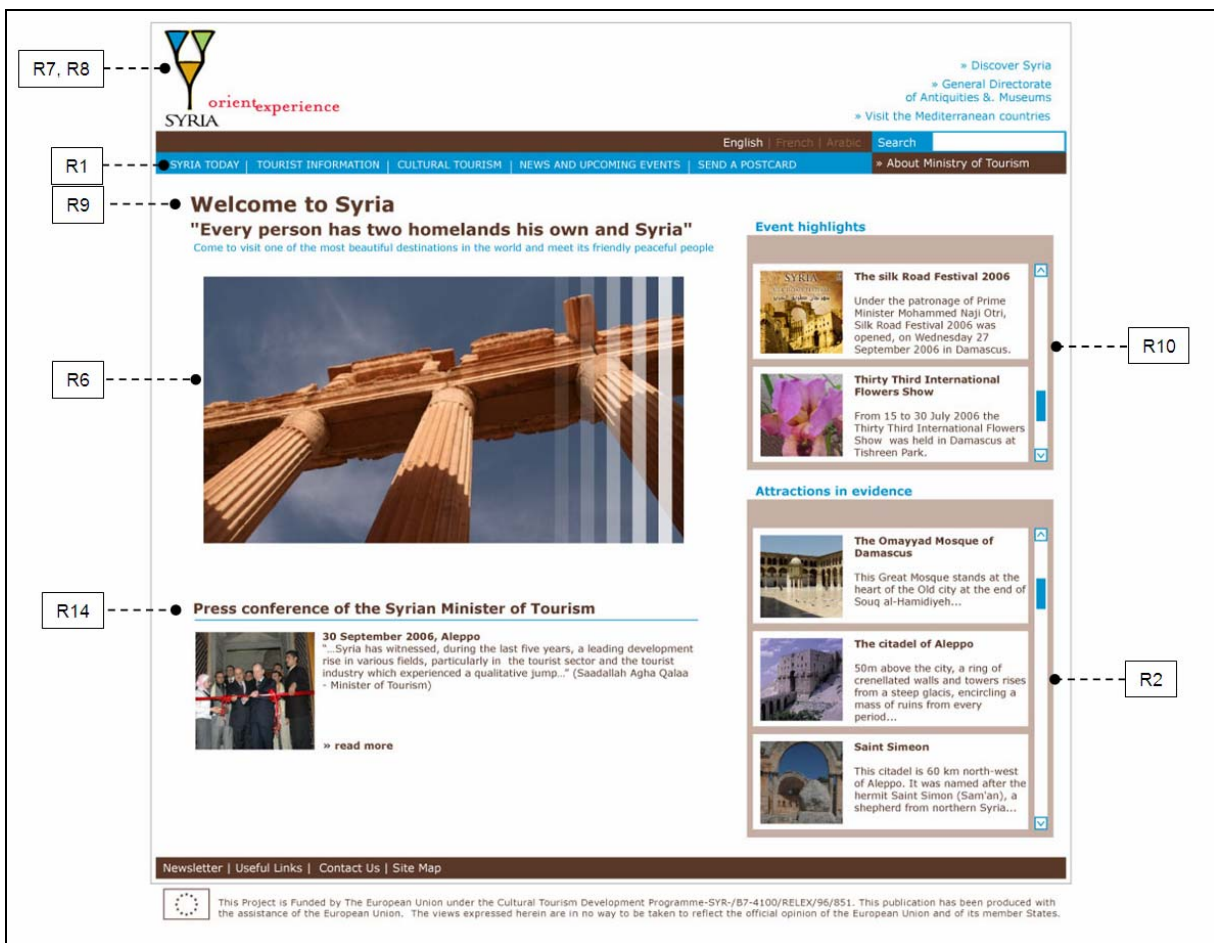 R7, R8
orient experience
SYRIA
» Discover Syria
» General Directorate
of Antiquities &. Museums
» Visit the Mediterranean countries
English | French | Arabic
Search
R1
SYRIA TODAY | TOURIST INFORMATION | CULTURAL TOURISM | NEWS AND UPCOMING EVENTS | SEND A POSTCARD
» About Ministry of Tourism
R9
Welcome to Syria
"Every person has two homelands his own and Syria"
Come to visit one of the most beautiful destinations in the world and meet its friendly peaceful people
R6
Event highlights
SYRIA
The silk Road Festival 2006
Under the patronage of Prime
Minister Mohammed Naji Otri,
Silk Road Festival 2006 was
opened, on Wednesday 27
September 2006 in Damascus.
R10
Thirty Third International
Flowers Show
From 15 to 30 July 2006 the
Thirty Third International Flowers
Show was held in Damascus at
Tishreen Park.
Attractions in evidence
The Omayyad Mosque of
Damascus
This Great Mosque stands at the
heart of the Old city at the end of
Souq al-Hamidiyeh...
The citadel of Aleppo
50m above the city, a ring of
crenellated walls and towers rises
from a steep glacis, encircling a
mass of ruins from every
period...
R2
Saint Simeon
This citadel is 60 km north-west
of Aleppo. It was named after the
hermit Saint Simon (Sam'an), a
shepherd from northern Syria...
R14
Press conference of the Syrian Minister of Tourism
30 September 2006, Aleppo
"...Syria has witnessed, during the last five years, a leading development
rise in various fields, particularly in the tourist sector and the tourist
industry which experienced a qualitative jump..." (Saadallah Agha Qalaa
- Minister of Tourism)
» read more
Newsletter | Useful Links | Contact Us | Site Map
This Project is Funded by The European Union under the Cultural Tourism Development Programme-SYR-/B7-4100/RELEX/96/851. This publication has been produced with
the assistance of the European Union. The views expressed herein are in no way to be taken to reflect the official opinion of the European Union and of its member States.